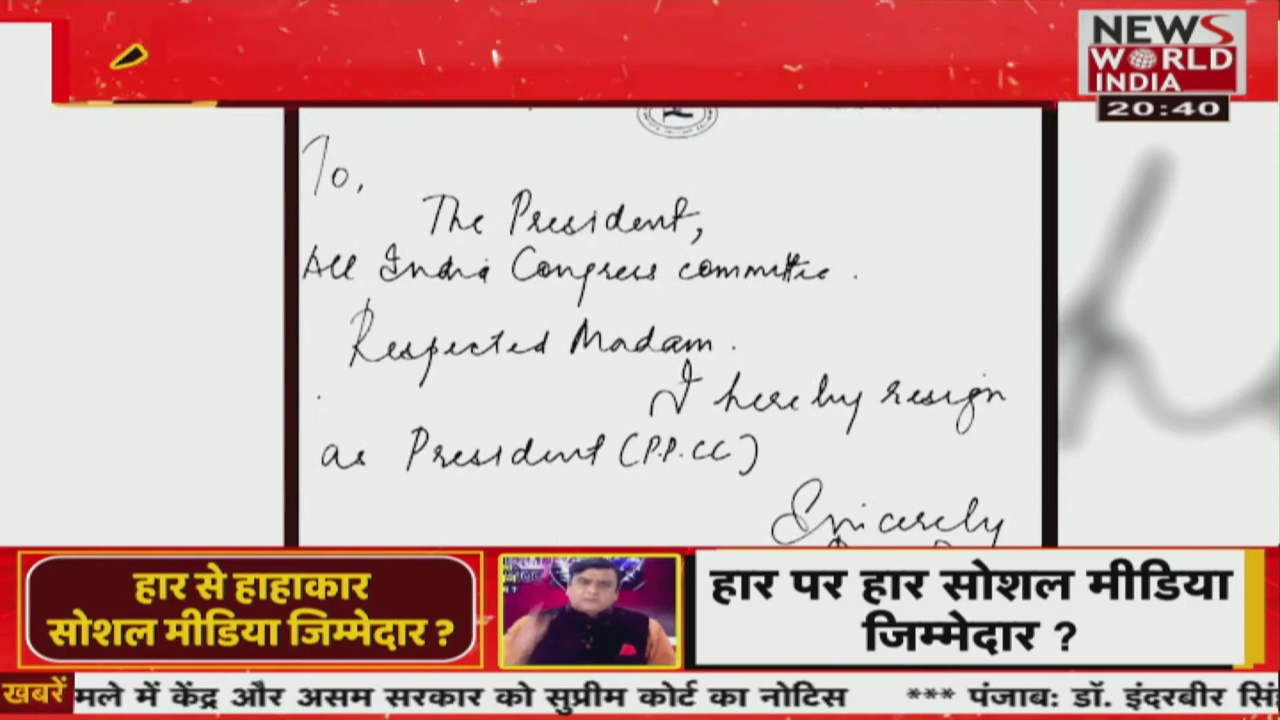 NEWS
WORLD
INDIA
20:40
To,
The President,
All India Congress committee.
Respected Madam.
I hereby resign
as President (P.P.CC)
Sincerely
हार से हाहाकार
सोशल मीडिया जिम्मेदार ?
हार पर हार सोशल मीडिया
जिम्मेदार ?
खबरें मले में केंद्र और असम सरकार को सुप्रीम कोर्ट का नोटिस *** पंजाब: डॉ. इंदरबीर सिं